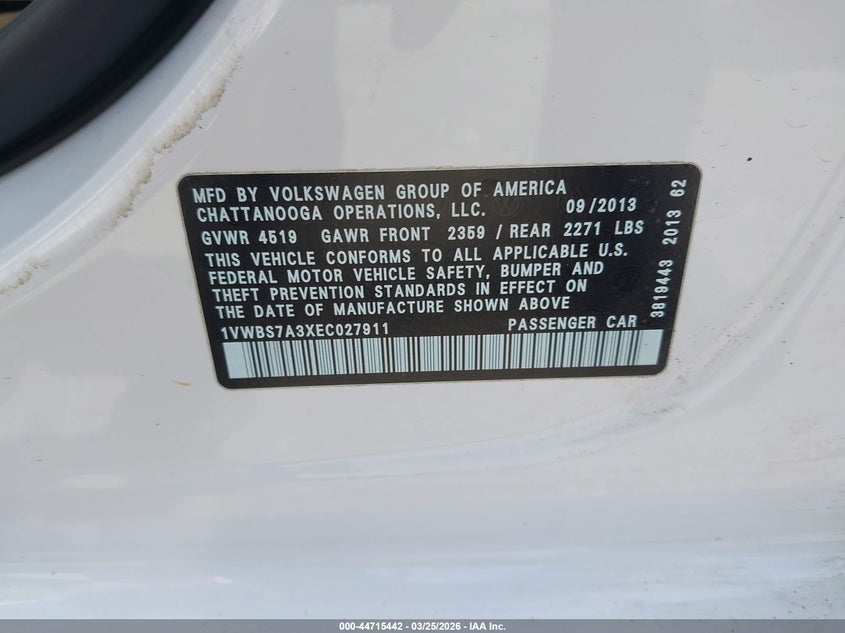 MFD BY VOLKSWAGEN GROUP OF AMERICA
CHATTANOOGA OPERATIONS, LLC. 09/2013
GVWR 4519 GAWR FRONT 2359 / REAR 2271 LBS
THIS VEHICLE CONFORMS TO ALL APPLICABLE U.S.
FEDERAL MOTOR VEHICLE SAFETY, BUMPER AND
THEFT PREVENTION STANDARDS IN EFFECT ON
THE DATE OF MANUFACTURE SHOWN ABOVE
1VWBS7A3XEC027911 PASSENGER CAR
3819443 2013 62
000-44715442 - 03/25/2026 - IAA Inc.